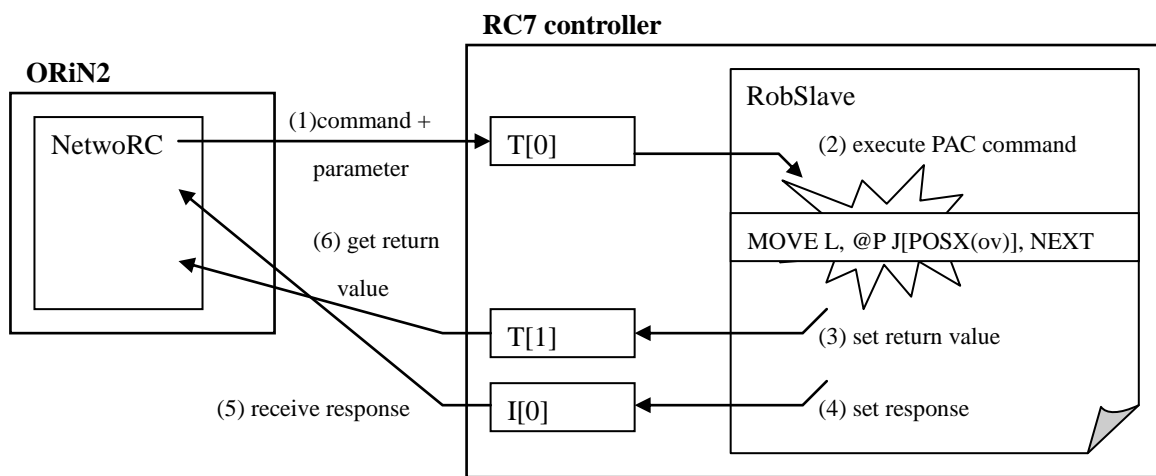 RC7 controller
ORiN2
RobSlave
NetwoRC
(1)command +
parameter
T[0]
(2) execute PAC command
MOVE L, @P J[POSX(ov)], NEXT
(6) get return
value
T[1]
(3) set return value
(5) receive response
I[0]
(4) set response